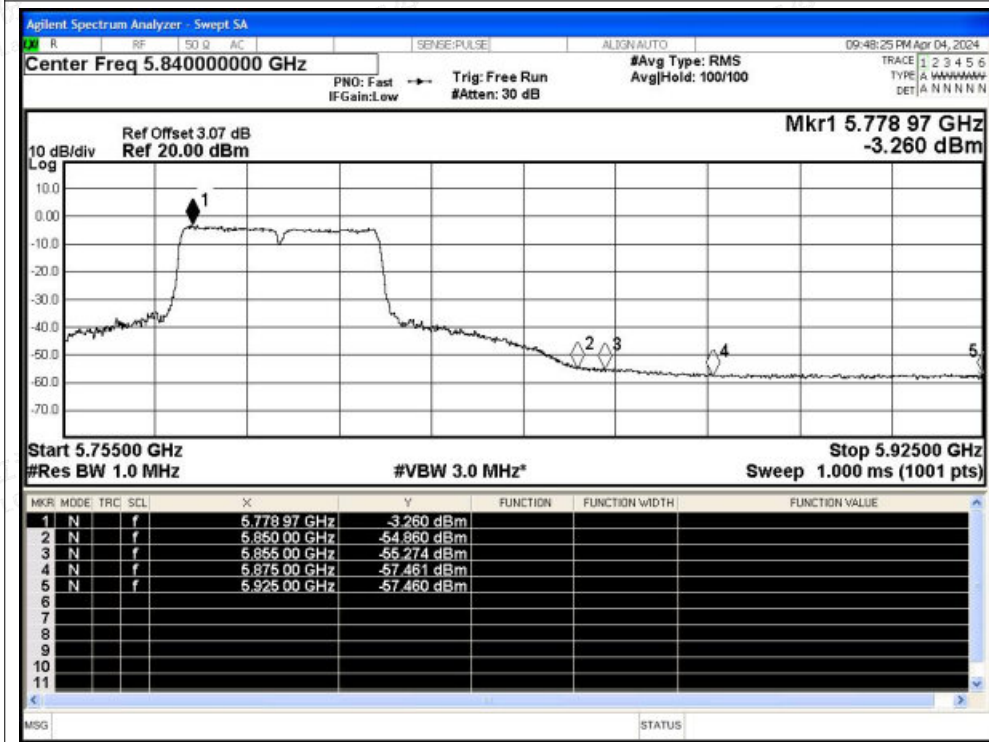 Agilent Spectrum Analyzer - Swept SA
R RF 50 Ω AC SENSE:PULSE ALIGN AUTO 09:48:25 PM Apr 04, 2024
Center Freq 5.840000000 GHz
PNO: Fast
IFGain:Low
Trig: Free Run
#Atten: 30 dB
#Avg Type: RMS
Avg|Hold: 100/100
TRACE 1 2 3 4 5 6
TYPE A WWWWW
DET A N N N N N
Ref Offset 3.07 dB
10 dB/div Ref 20.00 dBm
Log
Mkr1 5.778 97 GHz
-3.260 dBm
10.0
0.00
-10.0
-20.0
-30.0
-40.0
-50.0
-60.0
-70.0
1
2
3
4
5
Start 5.75500 GHz Stop 5.92500 GHz
#Res BW 1.0 MHz #VBW 3.0 MHz* Sweep 1.000 ms (1001 pts)
MKR MODE TRC SCL X Y FUNCTION FUNCTION WIDTH FUNCTION VALUE
1 N f 5.778 97 GHz -3.260 dBm
2 N f 5.850 00 GHz -54.860 dBm
3 N f 5.855 00 GHz -55.274 dBm
4 N f 5.875 00 GHz -57.461 dBm
5 N f 5.925 00 GHz -57.460 dBm
6
7
8
9
10
11
MSG STATUS